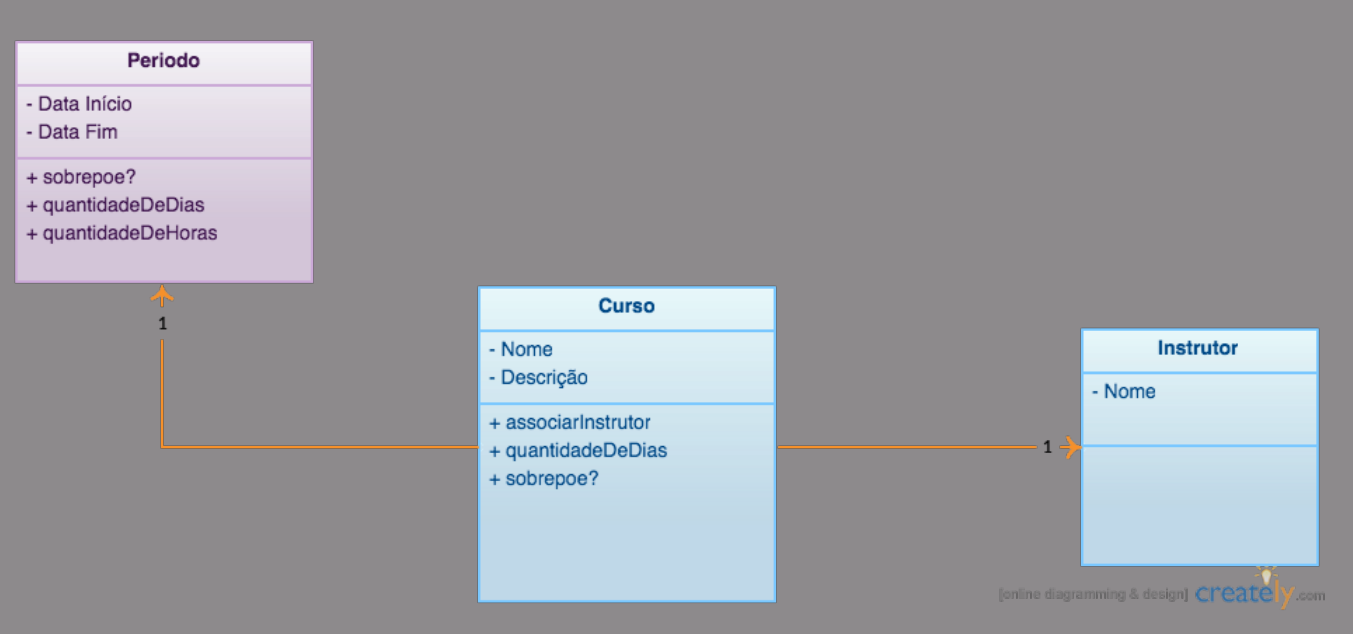 Periodo
- Data Início
- Data Fim
+ sobrepoe?
+ quantidadeDeDias
+ quantidadeDeHoras
1
Curso
- Nome
- Descrição
+ associarInstrutor
+ quantidadeDeDias
+ sobrepoe?
1
Instrutor
- Nome
[online diagramming & design] creately.com